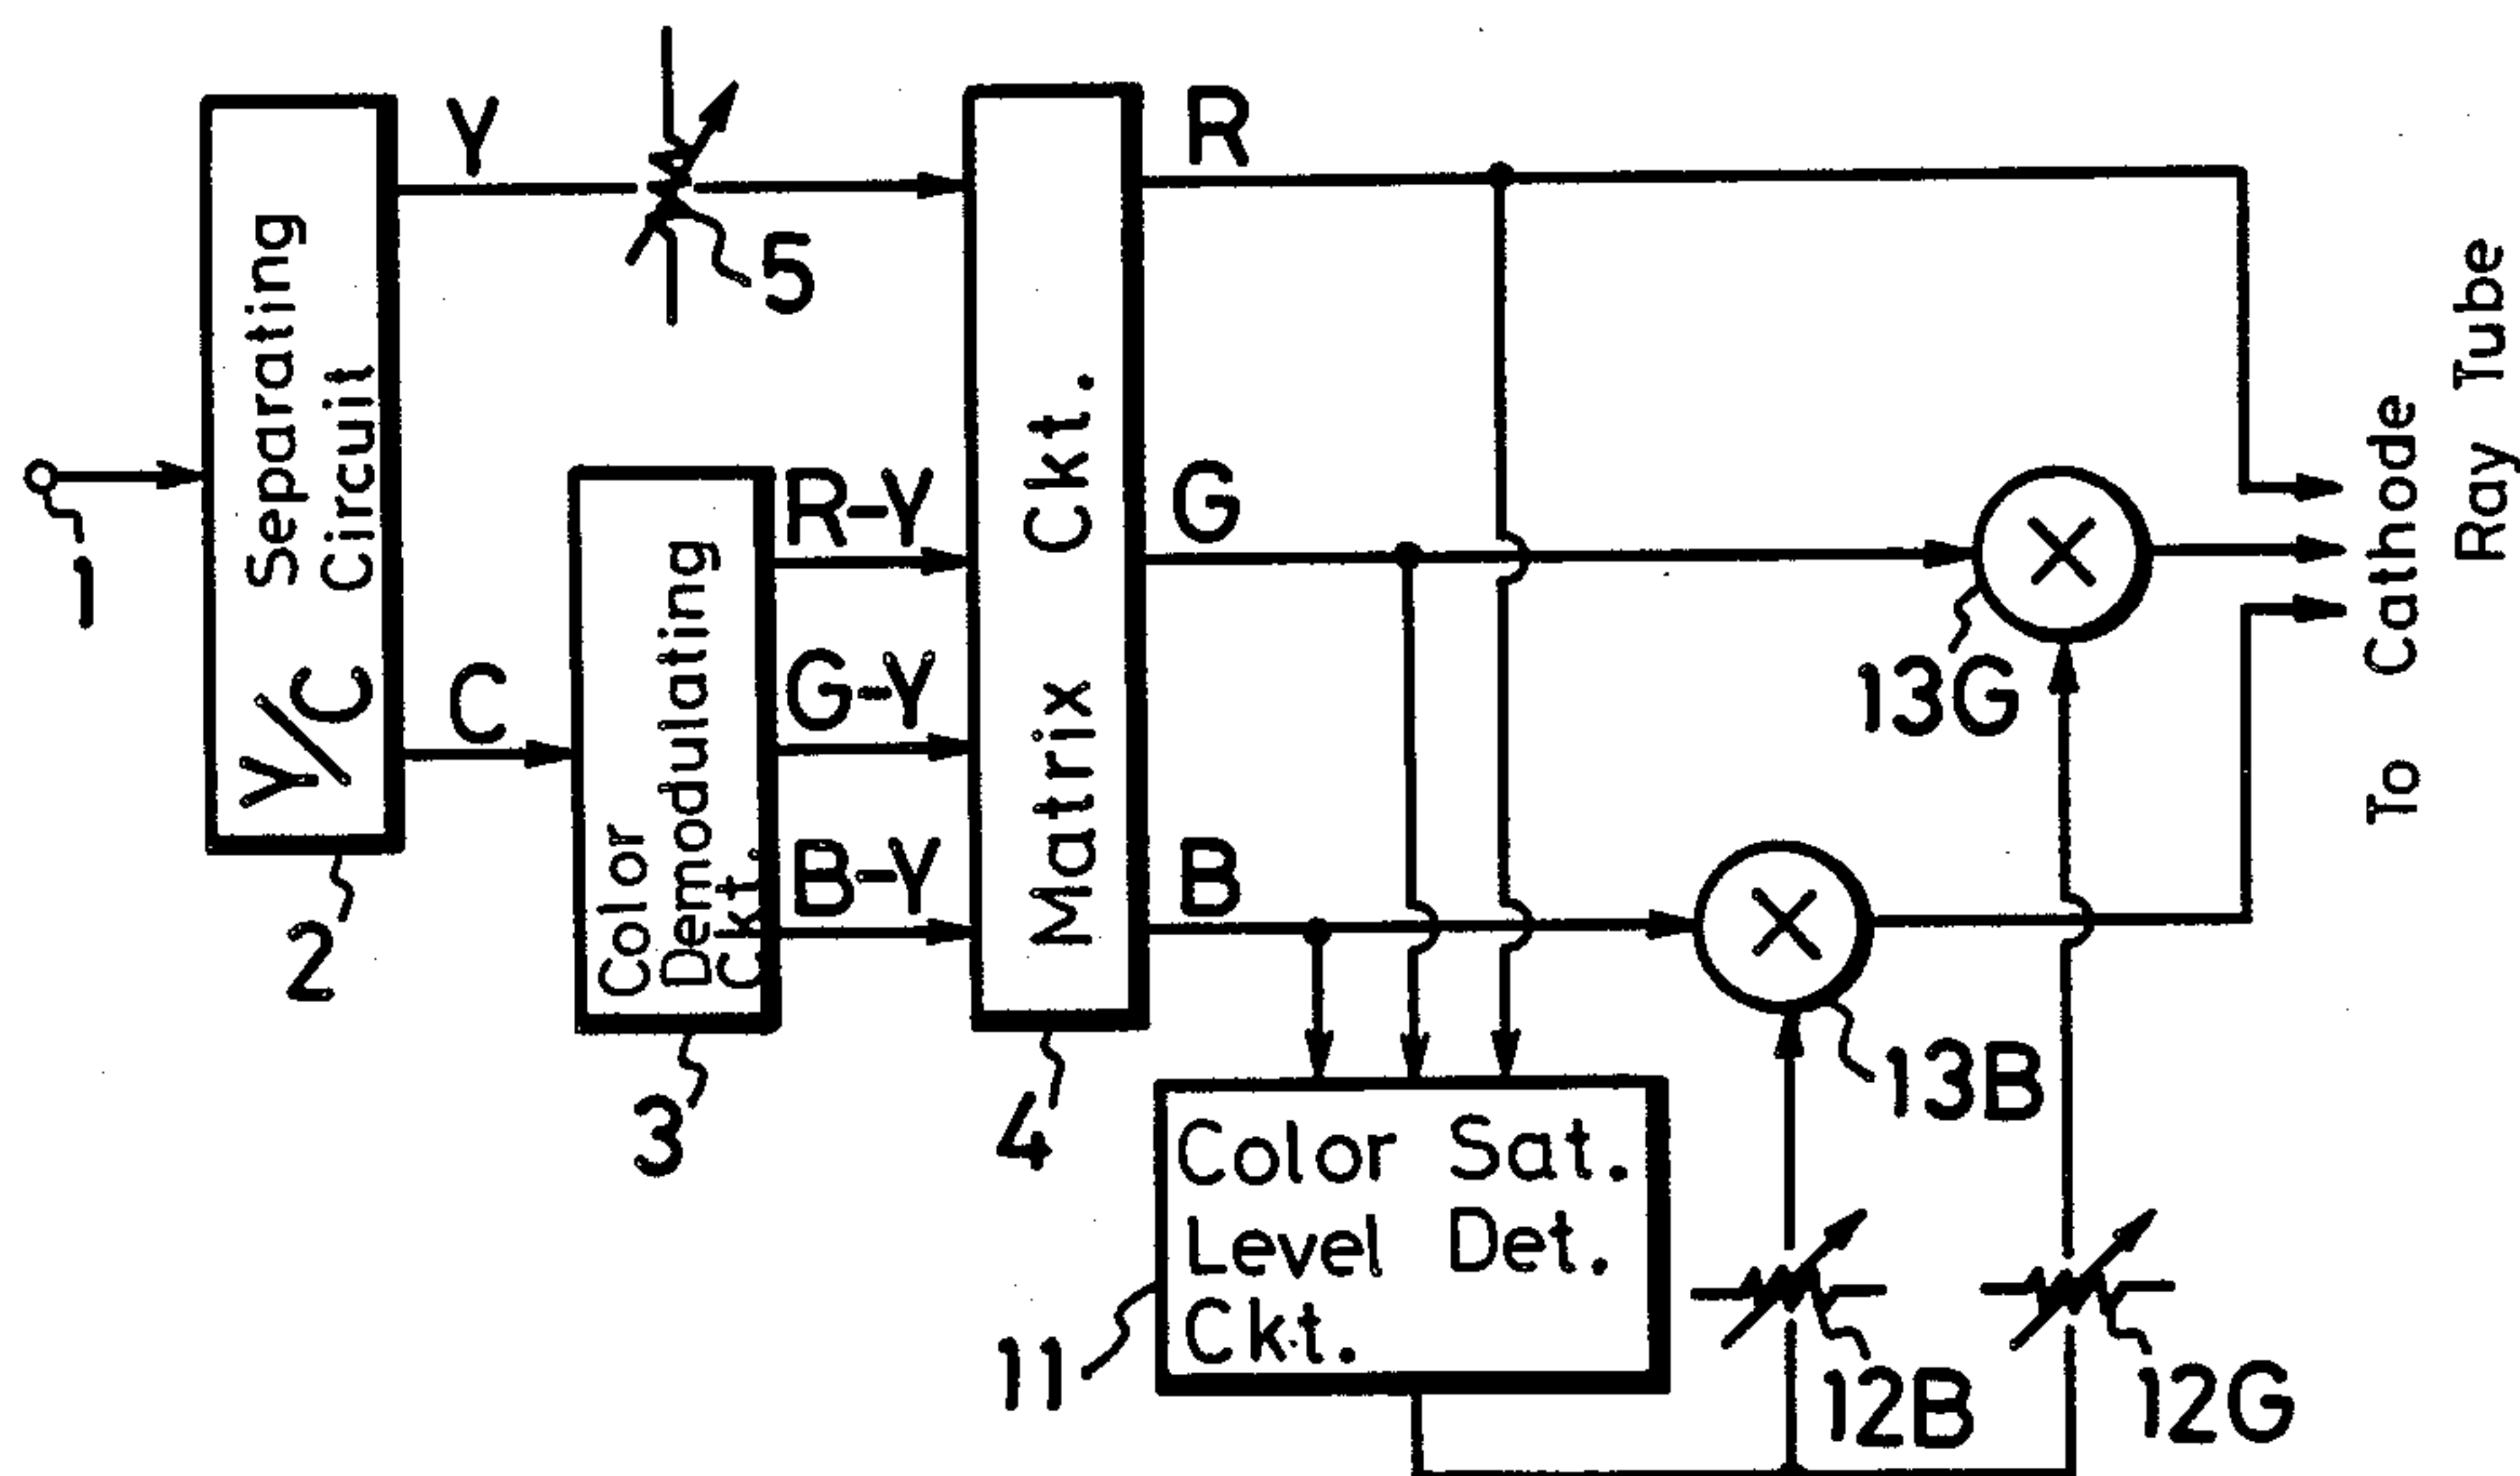 Y
R
5
Y/C Separating
Circuit
1
C
2
R-Y
G-Y
B-Y
Color
Demodulating
Ckt.
3
Matrix Ckt.
4
G
B
13G
13B
To Cathode
Ray Tube
Color Sat.
Level Det.
Ckt.
11
12B
12G